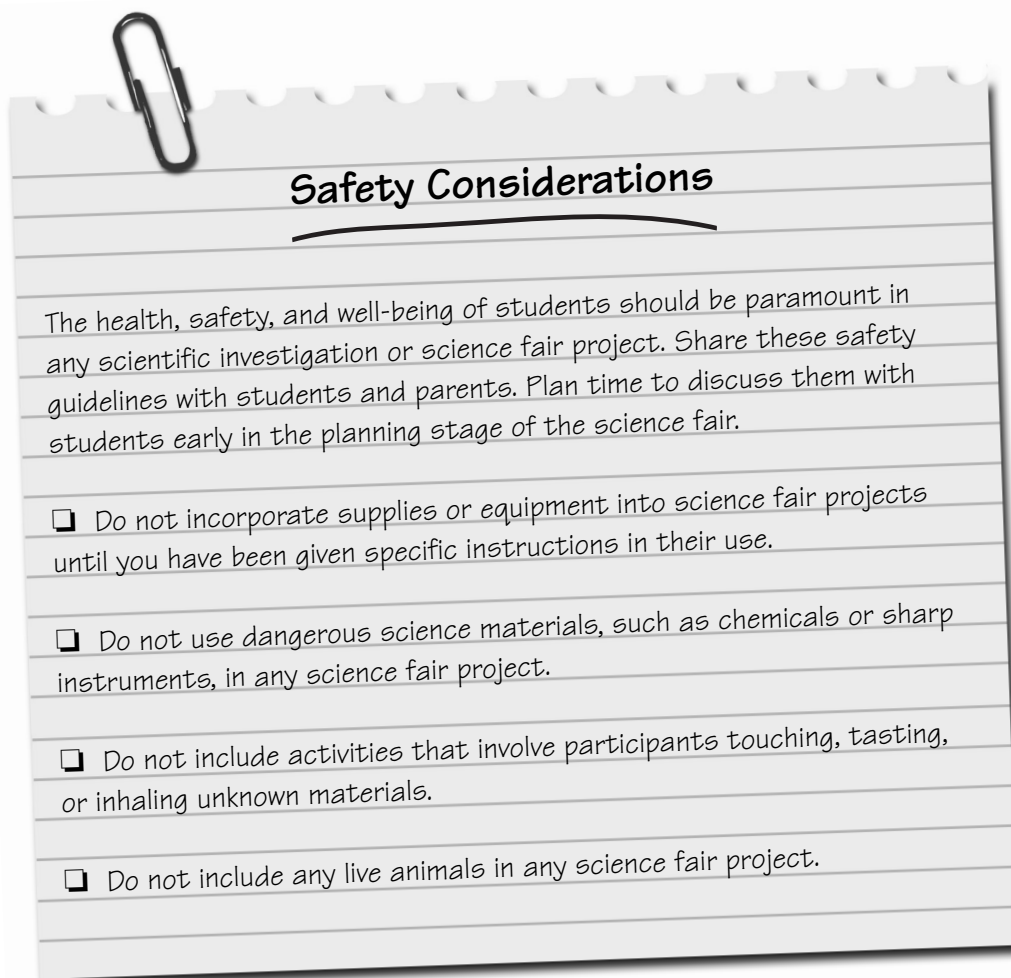 Safety Considerations
The health, safety, and well-being of students should be paramount in
any scientific investigation or science fair project. Share these safety
guidelines with students and parents. Plan time to discuss them with
students early in the planning stage of the science fair.
❏ Do not incorporate supplies or equipment into science fair projects
until you have been given specific instructions in their use.
❏ Do not use dangerous science materials, such as chemicals or sharp
instruments, in any science fair project.
❏ Do not include activities that involve participants touching, tasting,
or inhaling unknown materials.
❏ Do not include any live animals in any science fair project.